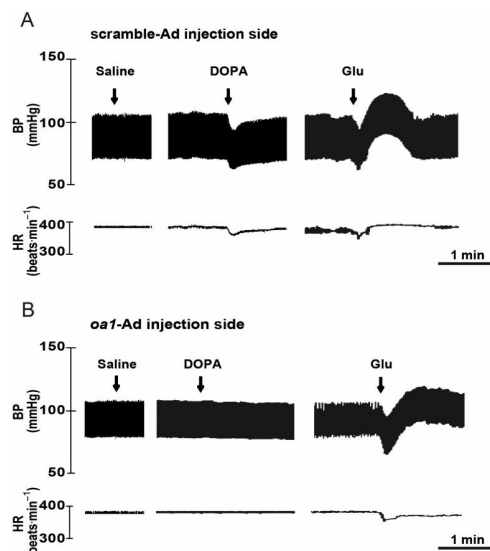 A
scramble-Ad injection side
Saline
DOPA
Glu
150
100
50
BP
(mmHg)
400
300
HR
(beats·min⁻¹)
1 min
B
oa1-Ad injection side
Saline
DOPA
Glu
150
100
50
BP
(mmHg)
400
300
HR
beats·min⁻¹)
1 min